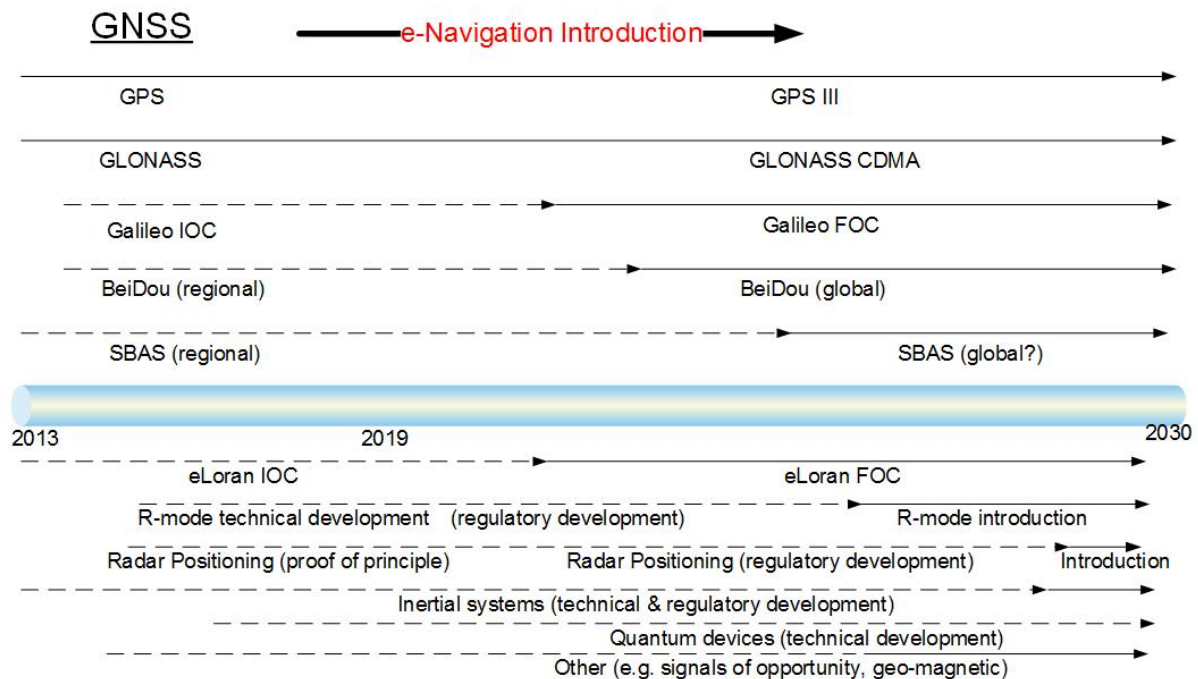 GNSS
e-Navigation Introduction
GPS GPS III
GLONASS GLONASS CDMA
Galileo IOC Galileo FOC
BeiDou (regional) BeiDou (global)
SBAS (regional) SBAS (global?)
2013 2019 2030
eLoran IOC eLoran FOC
R-mode technical development (regulatory development) R-mode introduction
Radar Positioning (proof of principle) Radar Positioning (regulatory development) Introduction
Inertial systems (technical & regulatory development)
Quantum devices (technical development)
Other (e.g. signals of opportunity, geo-magnetic)